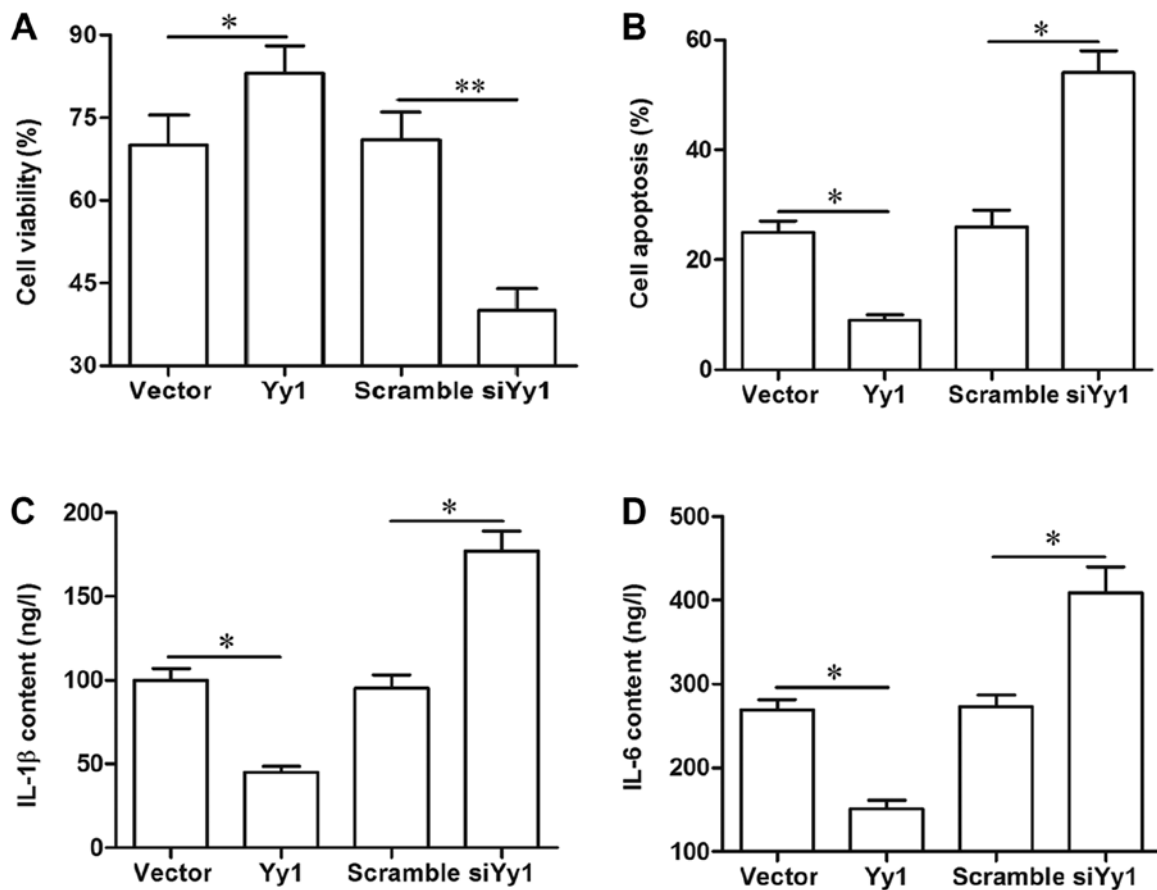 A
Cell viability (%)
90
75
60
45
30
*
**
Vector Yy1 Scramble siYy1
B
Cell apoptosis (%)
60
40
20
0
*
*
Vector Yy1 Scramble siYy1
C
IL-1β content (ng/l)
200
150
100
50
0
*
*
Vector Yy1 Scramble siYy1
D
IL-6 content (ng/l)
500
400
300
200
100
*
*
Vector Yy1 Scramble siYy1